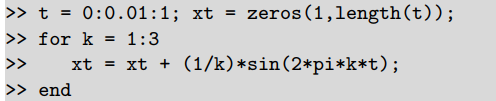 >> t = 0:0.01:1; xt = zeros(1,length(t));
>> for k = 1:3
>>    xt = xt + (1/k)*sin(2*pi*k*t);
>> end